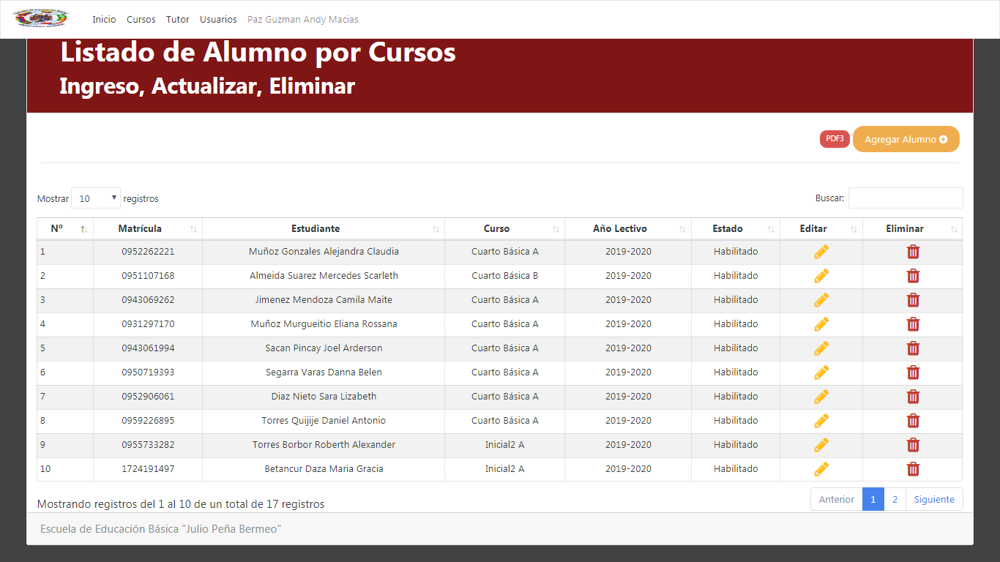 Inicio Cursos Tutor Usuarios Paz Guzman Andy Macias
Listado de Alumno por Cursos
Ingreso, Actualizar, Eliminar
PDF3 Agregar Alumno
Mostrar 10 registros Buscar:
Nº Matrícula Estudiante Curso Año Lectivo Estado Editar Eliminar
1 0952262221 Muñoz Gonzales Alejandra Claudia Cuarto Básica A 2019-2020 Habilitado
2 0951107168 Almeida Suarez Mercedes Scarleth Cuarto Básica B 2019-2020 Habilitado
3 0943069262 Jimenez Mendoza Camila Maite Cuarto Básica A 2019-2020 Habilitado
4 0931297170 Muñoz Murgueitio Eliana Rossana Cuarto Básica A 2019-2020 Habilitado
5 0943061994 Sacan Pincay Joel Arderson Cuarto Básica A 2019-2020 Habilitado
6 0950719393 Segarra Varas Danna Belen Cuarto Básica A 2019-2020 Habilitado
7 0952906061 Diaz Nieto Sara Lizabeth Cuarto Básica A 2019-2020 Habilitado
8 0959226895 Torres Quijije Daniel Antonio Cuarto Básica A 2019-2020 Habilitado
9 0955733282 Torres Borbor Roberth Alexander Inicial2 A 2019-2020 Habilitado
10 1724191497 Betancur Daza Maria Gracia Inicial2 A 2019-2020 Habilitado
Mostrando registros del 1 al 10 de un total de 17 registros Anterior 1 2 Siguiente
Escuela de Educación Básica "Julio Peña Bermeo"